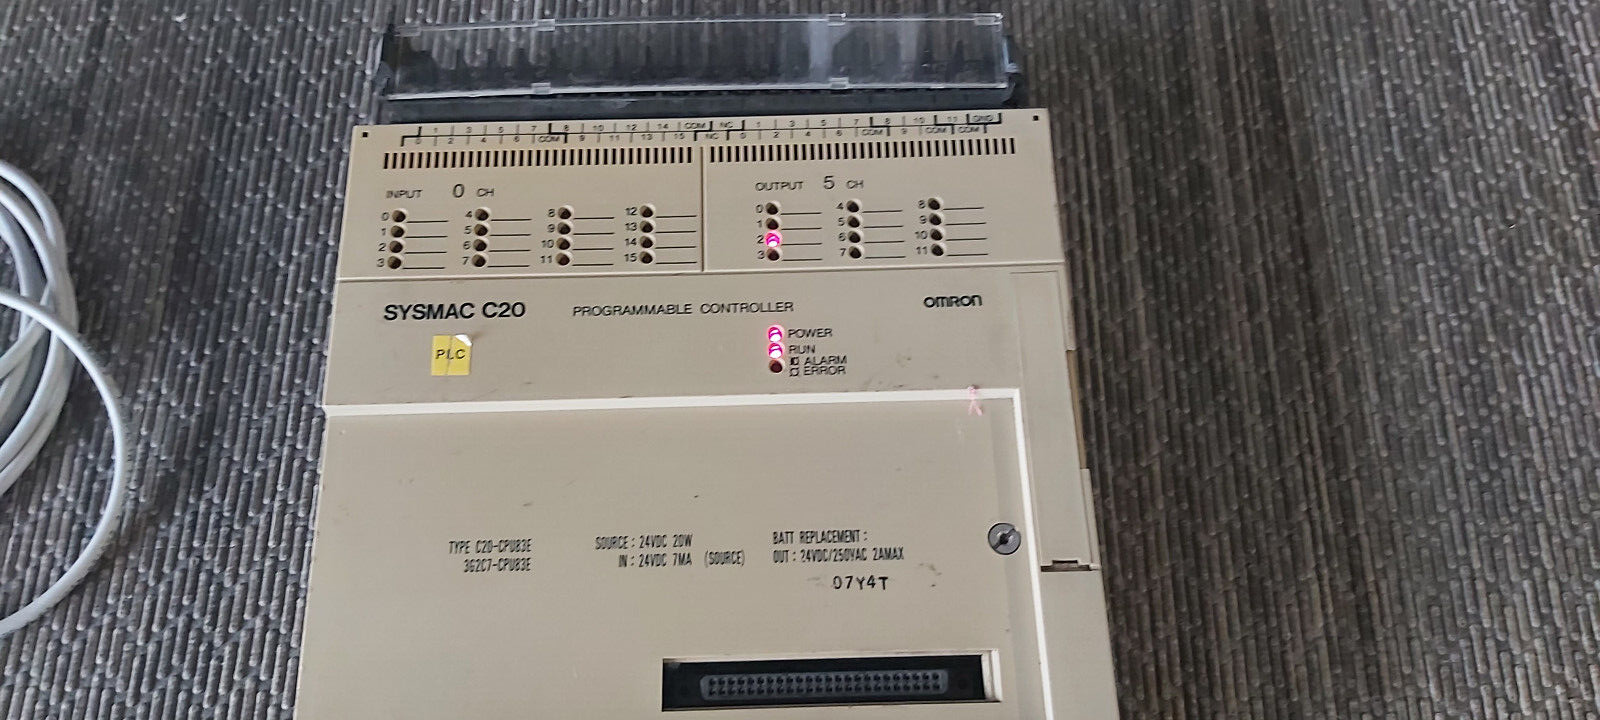 1 3 5 7 8 10 12 14 COM NC 1 3 5 7 8 10 11 GND
0 2 4 6 COM 9 11 13 15 NC 0 2 4 6 COM 9 COM COM
INPUT 0 CH
OUTPUT 5 CH
0 4 8 12
1 5 9 13
2 6 10 14
3 7 11 15
0 4 8
1 5 9
2 6 10
3 7 11
SYSMAC C20
PROGRAMMABLE CONTROLLER
OMRON
PLC
POWER
RUN
ALARM
ERROR
TYPE C20-CPU83E
3G2C7-CPU83E
SOURCE : 24VDC 20W
IN : 24VDC 7MA (SOURCE)
BATT REPLACEMENT :
OUT : 24VDC/250VAC 2AMAX
07Y4T